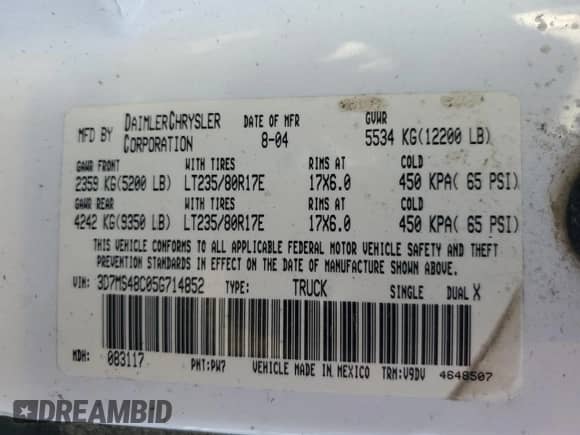 MFD BY DAIMLERCHRYSLER CORPORATION DATE OF MFR 8-04 GVWR 5534 KG(12200 LB)
GAWR FRONT WITH TIRES RIMS AT COLD
2359 KG(5200 LB) LT235/80R17E 17X6.0 450 KPA( 65 PSI)
GAWR REAR WITH TIRES RIMS AT COLD
4242 KG(9350 LB) LT235/80R17E 17X6.0 450 KPA( 65 PSI)
THIS VEHICLE CONFORMS TO ALL APPLICABLE FEDERAL MOTOR VEHICLE SAFETY AND THEFT
PREVENTION STANDARDS IN EFFECT ON THE DATE OF MANUFACTURE SHOWN ABOVE.
VIN: 3D7MS48C05G714852 TYPE: TRUCK SINGLE DUAL X
MDH: 083117 PNT:PW7 VEHICLE MADE IN MEXICO TRM:V9DV 4648507
DREAMBID